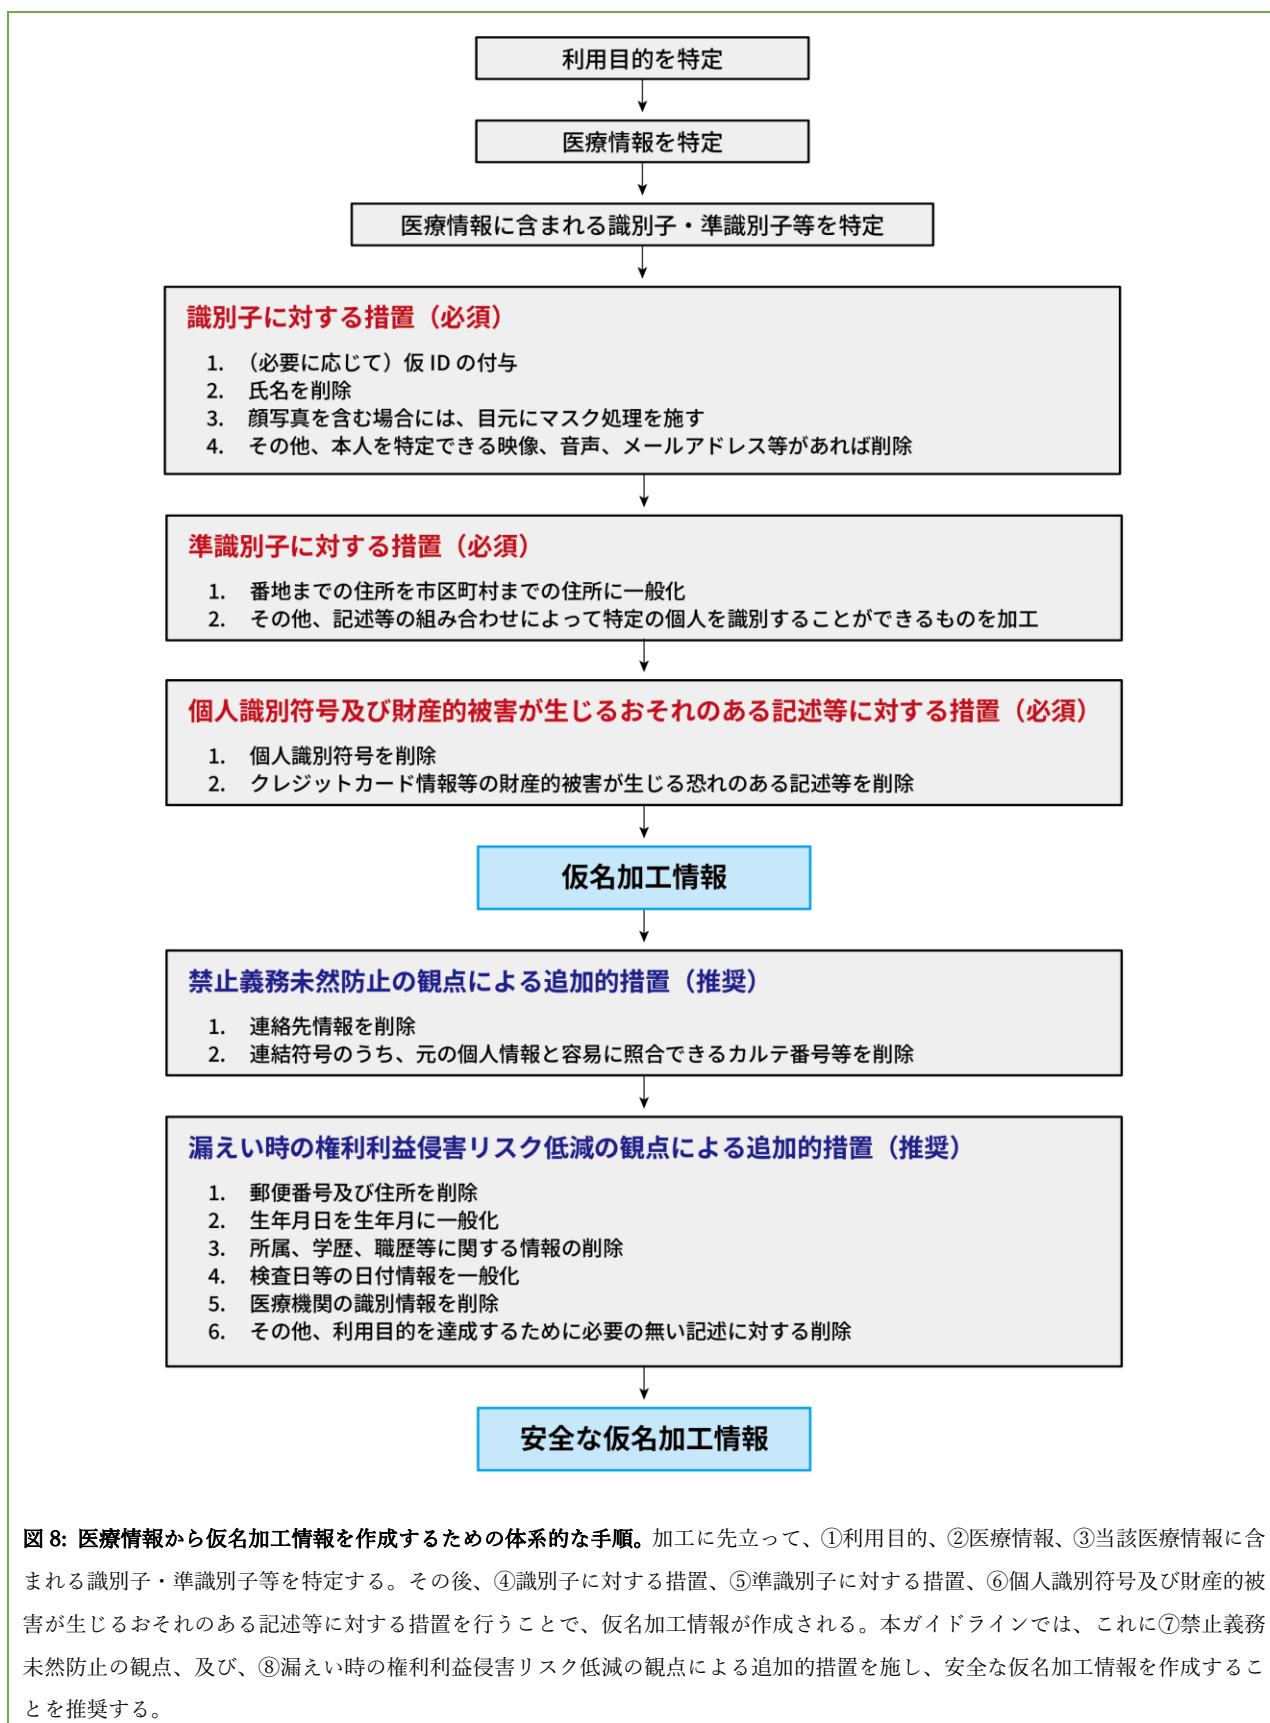 利用目的を特定
医療情報を特定
医療情報に含まれる識別子・準識別子等を特定
識別子に対する措置（必須）
1. （必要に応じて）仮 ID の付与
2. 氏名を削除
3. 顔写真を含む場合には、目元にマスク処理を施す
4. その他、本人を特定できる映像、音声、メールアドレス等があれば削除
準識別子に対する措置（必須）
1. 番地までの住所を市区町村までの住所に一般化
2. その他、記述等の組み合わせによって特定の個人を識別することができるものを加工
個人識別符号及び財産的被害が生じるおそれのある記述等に対する措置（必須）
1. 個人識別符号を削除
2. クレジットカード情報等の財産的被害が生じる恐れのある記述等を削除
仮名加工情報
禁止義務未然防止の観点による追加的措置（推奨）
1. 連絡先情報を削除
2. 連結符号のうち、元の個人情報と容易に照合できるカルテ番号等を削除
漏えい時の権利利益侵害リスク低減の観点による追加的措置（推奨）
1. 郵便番号及び住所を削除
2. 生年月日を生年月に一般化
3. 所属、学歴、職歴等に関する情報の削除
4. 検査日等の日付情報を一般化
5. 医療機関の識別情報を削除
6. その他、利用目的を達成するために必要の無い記述に対する削除
安全な仮名加工情報
図 8: 医療情報から仮名加工情報を作成するための体系的な手順。加工に先立って、①利用目的、②医療情報、③当該医療情報に含
まれる識別子・準識別子等を特定する。その後、④識別子に対する措置、⑤準識別子に対する措置、⑥個人識別符号及び財産的被
害が生じるおそれのある記述等に対する措置を行うことで、仮名加工情報が作成される。本ガイドラインでは、これに⑦禁止義務
未然防止の観点、及び、⑧漏えい時の権利利益侵害リスク低減の観点による追加的措置を施し、安全な仮名加工情報を作成するこ
とを推奨する。